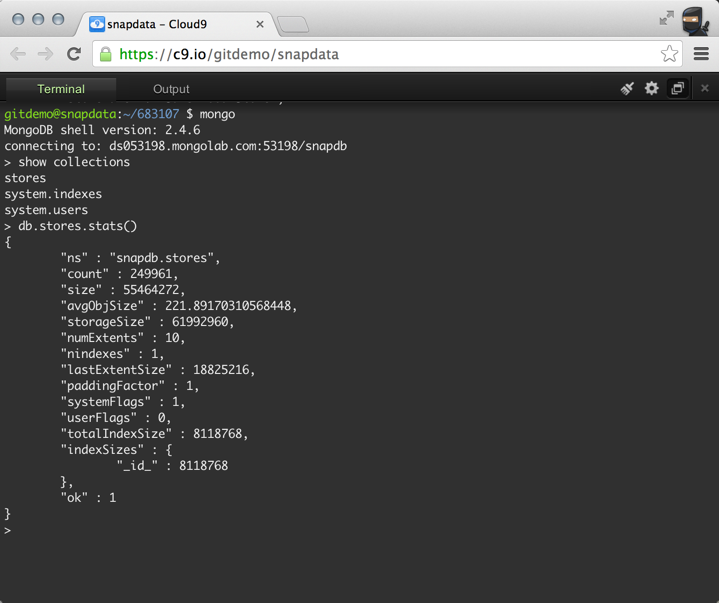 snapdata – Cloud9
https://c9.io/gitdemo/snapdata
Terminal
Output
gitdemo@snapdata:~/683107 $ mongo
MongoDB shell version: 2.4.6
connecting to: ds053198.mongolab.com:53198/snapdb
> show collections
stores
system.indexes
system.users
> db.stores.stats()
{
        "ns" : "snapdb.stores",
        "count" : 249961,
        "size" : 55464272,
        "avgObjSize" : 221.89170310568448,
        "storageSize" : 61992960,
        "numExtents" : 10,
        "nindexes" : 1,
        "lastExtentSize" : 18825216,
        "paddingFactor" : 1,
        "systemFlags" : 1,
        "userFlags" : 0,
        "totalIndexSize" : 8118768,
        "indexSizes" : {
                "_id_" : 8118768
        },
        "ok" : 1
}
>